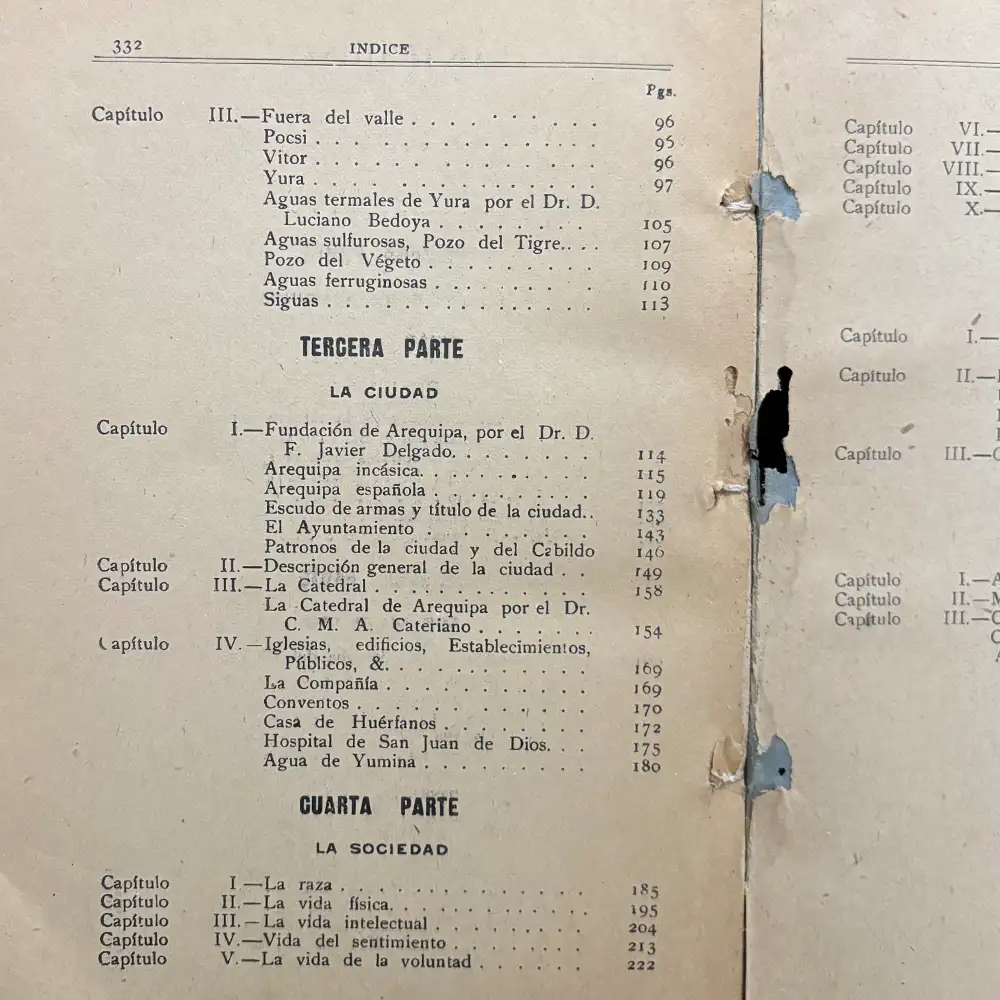 332 INDICE
Pgs.
Capítulo III.—Fuera del valle . . . . . . . . . . 96
Pocsi . . . . . . . . . . . . . . 95
Vitor . . . . . . . . . . . . . . 96
Yura . . . . . . . . . . . . . . 97
Aguas termales de Yura por el Dr. D.
Luciano Bedoya . . . . . . . . 105
Aguas sulfurosas, Pozo del Tigre.. . . 107
Pozo del Végeto . . . . . . . . . 109
Aguas ferruginosas . . . . . . . . 110
Siguas . . . . . . . . . . . . . . 113
TERCERA PARTE
LA CIUDAD
Capítulo I.—Fundación de Arequipa, por el Dr. D.
F. Javier Delgado. . . . . . . . 114
Arequipa incásica. . . . . . . . . 115
Arequipa española . . . . . . . . . 119
Escudo de armas y título de la ciudad.. 133
El Ayuntamiento . . . . . . . . . 143
Patronos de la ciudad y del Cabildo 146
Capítulo II.—Descripción general de la ciudad . . 149
Capítulo III.—La Catedral . . . . . . . . . . . . 158
La Catedral de Arequipa por el Dr.
C. M. A. Cateriano . . . . . . . 154
Capítulo IV.—Iglesias, edificios, Establecimientos,
Públicos, &. . . . . . . . . . . 169
La Compañía . . . . . . . . . . . 169
Conventos . . . . . . . . . . . . 170
Casa de Huérfanos . . . . . . . . 172
Hospital de San Juan de Dios. . . 175
Agua de Yumina . . . . . . . . . 180
CUARTA PARTE
LA SOCIEDAD
Capítulo I.—La raza . . . . . . . . . . . . . 185
Capítulo II.—La vida física. . . . . . . . . . . 195
Capítulo III.—La vida intelectual . . . . . . . . . 204
Capítulo IV.—Vida del sentimiento . . . . . . . . 213
Capítulo V.—La vida de la voluntad . . . . . . 222
Capítulo VI.—
Capítulo VII.—
Capítulo VIII.—
Capítulo IX.—
Capítulo X.—
Capítulo I.—
Capítulo II.—
Capítulo III.—
Capítulo I.—
Capítulo II.—
Capítulo III.—